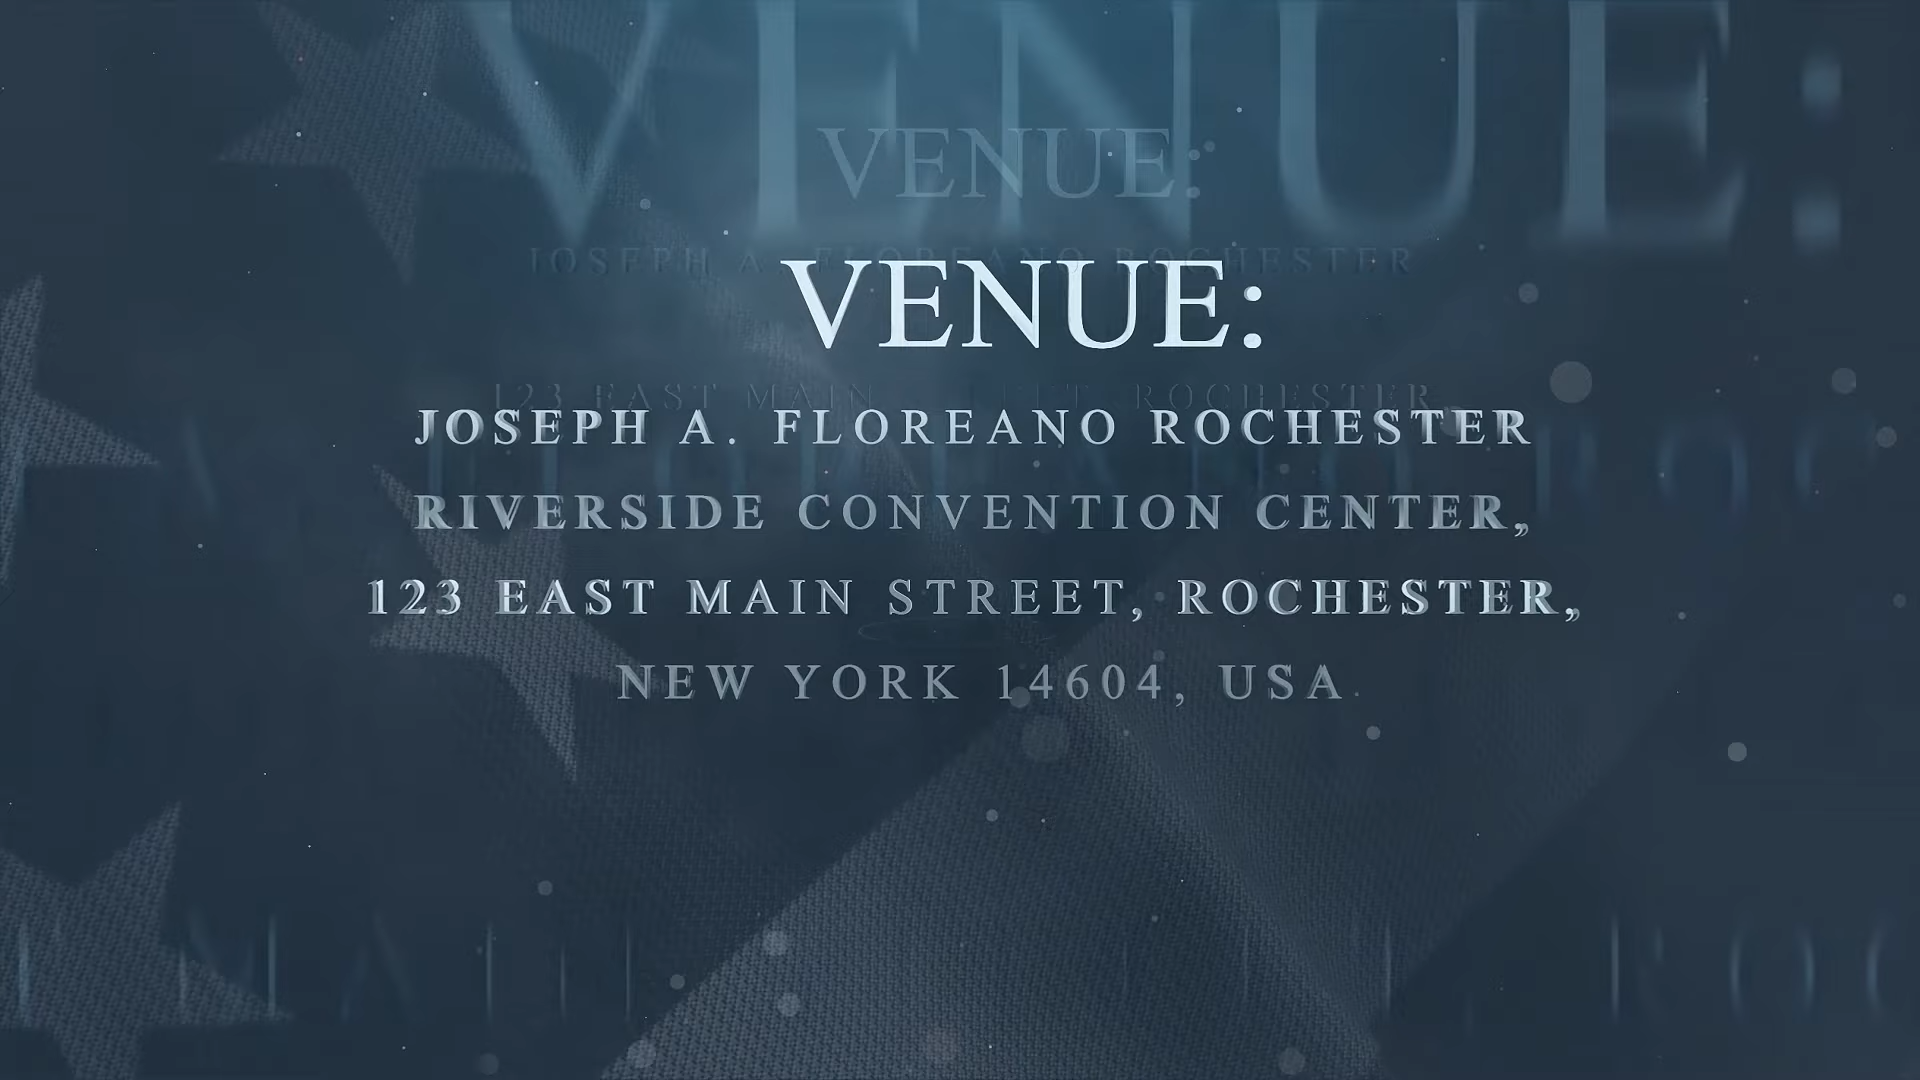 VENUE:
JOSEPH A. FLOREANO ROCHESTER
RIVERSIDE CONVENTION CENTER,
123 EAST MAIN STREET, ROCHESTER,
NEW YORK 14604, USA